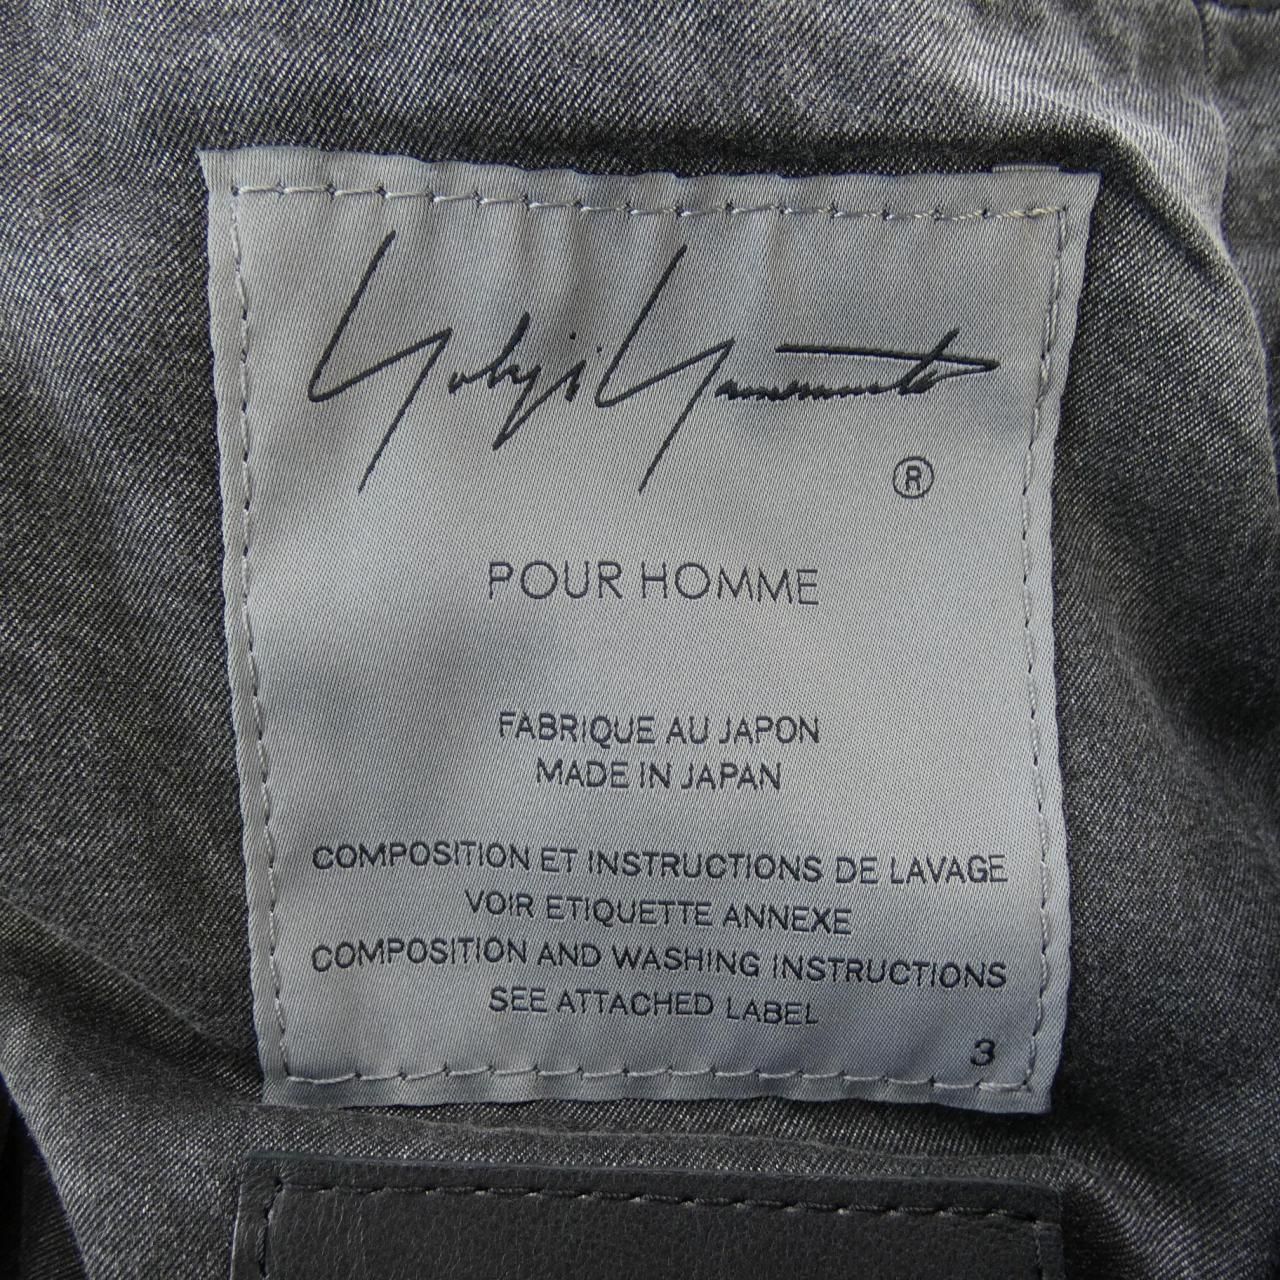 Yohji Yamamoto
®
POUR HOMME
FABRIQUE AU JAPON
MADE IN JAPAN
COMPOSITION ET INSTRUCTIONS DE LAVAGE
VOIR ETIQUETTE ANNEXE
COMPOSITION AND WASHING INSTRUCTIONS
SEE ATTACHED LABEL
3